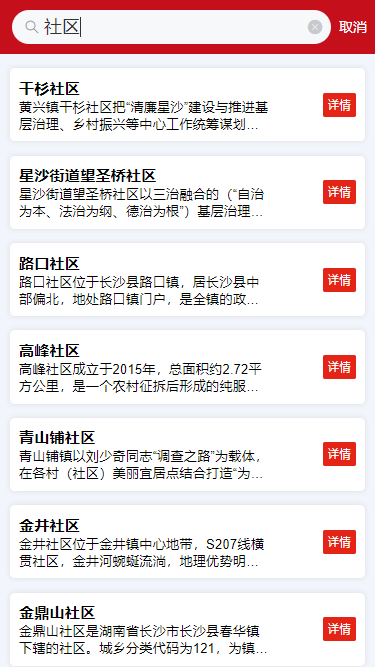 社区
取消
干杉社区
黄兴镇干杉社区把“清廉星沙”建设与推进基
层治理、乡村振兴等中心工作统筹谋划...
详情
星沙街道望圣桥社区
星沙街道望圣桥社区以三治融合的（“自治
为本、法治为纲、德治为根”）基层治理...
详情
路口社区
路口社区位于长沙县路口镇，居长沙县中
部偏北，地处路口镇门户，是全镇的政...
详情
高峰社区
高峰社区成立于2015年，总面积约2.72平
方公里，是一个农村征拆后形成的纯服...
详情
青山铺社区
青山铺镇以刘少奇同志“调查之路”为载体，
在各村（社区）美丽宜居点结合打造“为...
详情
金井社区
金井社区位于金井镇中心地带，S207线横
贯社区，金井河蜿蜒流淌，地理优势明...
详情
金鼎山社区
金鼎山社区是湖南省长沙市长沙县春华镇
下辖的社区。城乡分类代码为121，为镇...
详情